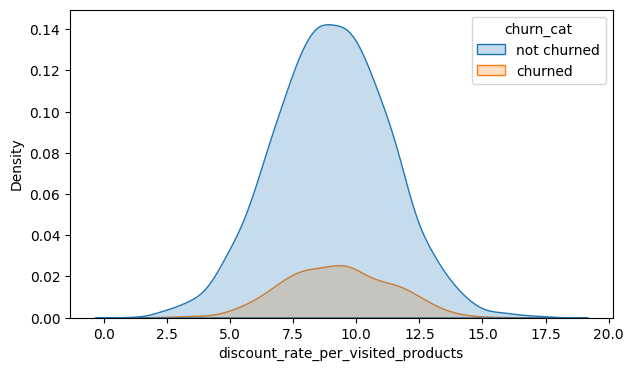 churn_cat
not churned
churned
Density
0.14
0.12
0.10
0.08
0.06
0.04
0.02
0.00
0.0 2.5 5.0 7.5 10.0 12.5 15.0 17.5 20.0
discount_rate_per_visited_products